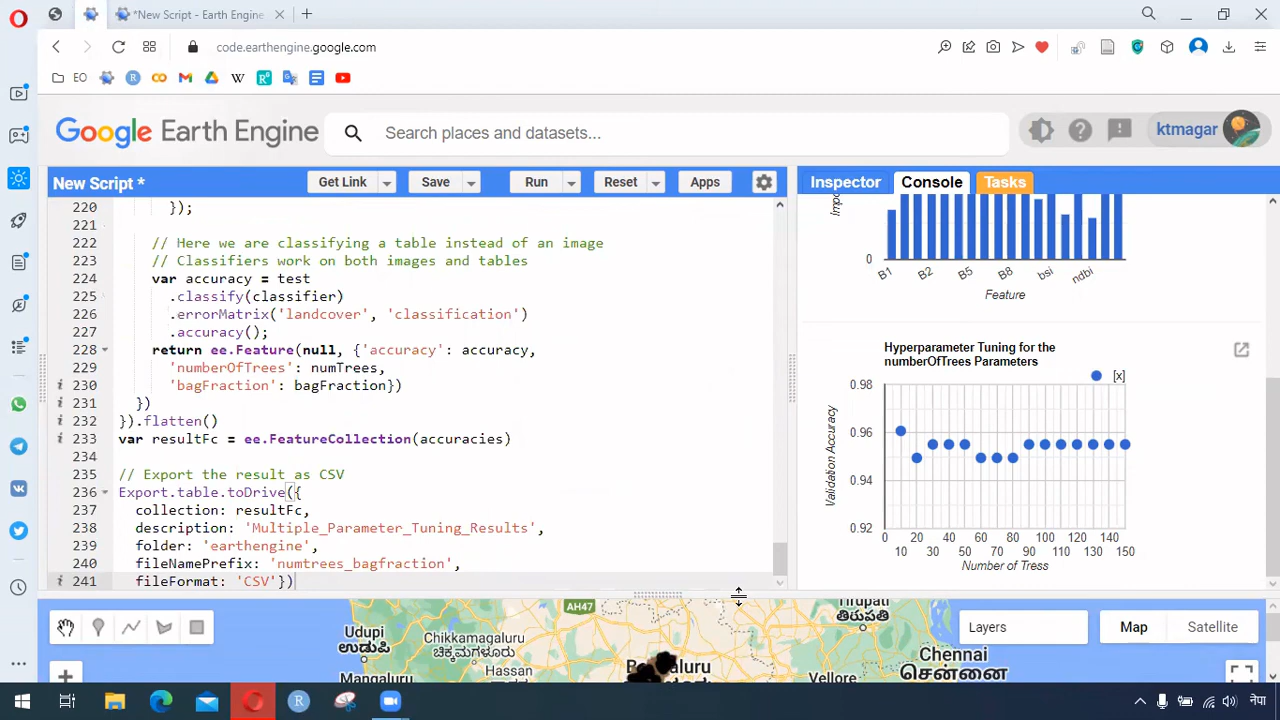 *New Script - Earth Engine
code.earthengine.google.com
EO
Google Earth Engine
Search places and datasets...
ktmagar
New Script *
Get Link
Save
Run
Reset
Apps
Inspector
Console
Tasks
220 });
221
222 // Here we are classifying a table instead of an image
223 // Classifiers work on both images and tables
224 var accuracy = test
225 .classify(classifier)
226 .errorMatrix('landcover', 'classification')
227 .accuracy();
228 return ee.Feature(null, {'accuracy': accuracy,
229 'numberOfTrees': numTrees,
230 'bagFraction': bagFraction})
231 })
232 }).flatten()
233 var resultFc = ee.FeatureCollection(accuracies)
234
235 // Export the result as CSV
236 Export.table.toDrive({
237 collection: resultFc,
238 description: 'Multiple_Parameter_Tuning_Results',
239 folder: 'earthengine',
240 fileNamePrefix: 'numtrees_bagfraction',
241 fileFormat: 'CSV'})
0
B1 B2 B5 B8 bsi ndbi
Feature
Hyperparameter Tuning for the
numberOfTrees Parameters
[x]
Validation Accuracy
0.98
0.96
0.94
0.92
0 20 40 60 80 100 120 140
10 30 50 70 90 110 130 150
Number of Tress
AH47
Udupi
ಉಡುಪಿ
Chikkamagaluru
ಚಿಕ್ಕಮಗಳೂರು
Hassan
Mangaluru
Bengaluru
Vellore
Tirupati
తిరుపతి
Chennai
சென்னை
Layers
Map
Satellite
नेपा